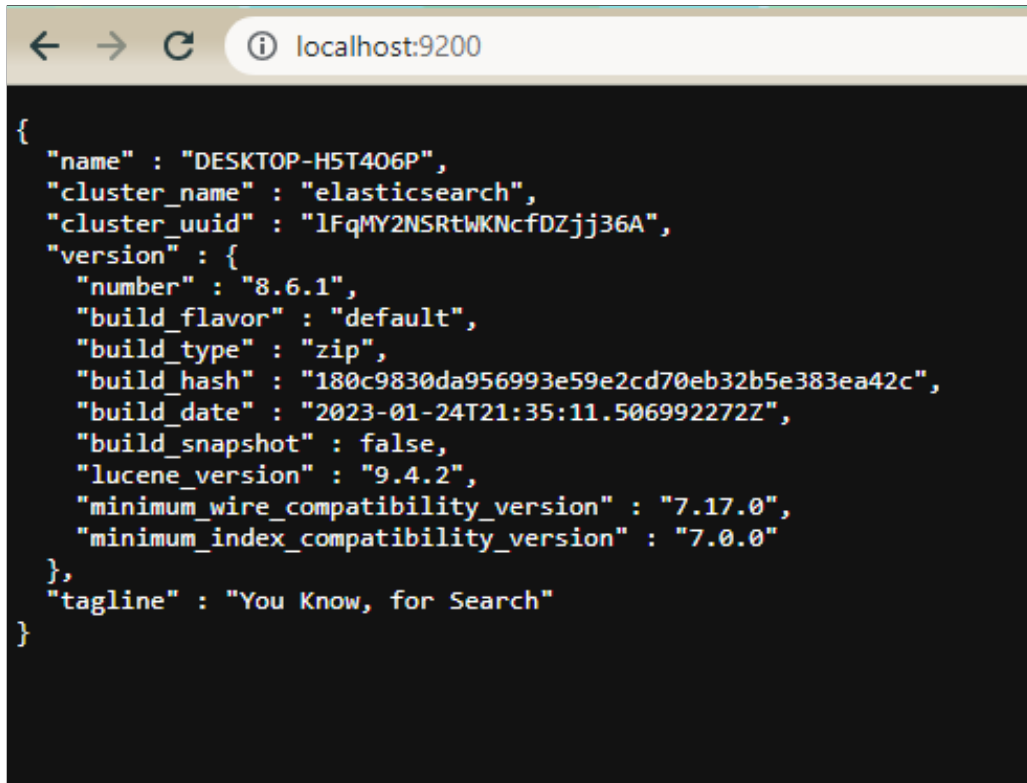 localhost:9200
{
  "name" : "DESKTOP-H5T4O6P",
  "cluster_name" : "elasticsearch",
  "cluster_uuid" : "lFqMY2NSRtWKNcfDZjj36A",
  "version" : {
    "number" : "8.6.1",
    "build_flavor" : "default",
    "build_type" : "zip",
    "build_hash" : "180c9830da956993e59e2cd70eb32b5e383ea42c",
    "build_date" : "2023-01-24T21:35:11.506992272Z",
    "build_snapshot" : false,
    "lucene_version" : "9.4.2",
    "minimum_wire_compatibility_version" : "7.17.0",
    "minimum_index_compatibility_version" : "7.0.0"
  },
  "tagline" : "You Know, for Search"
}